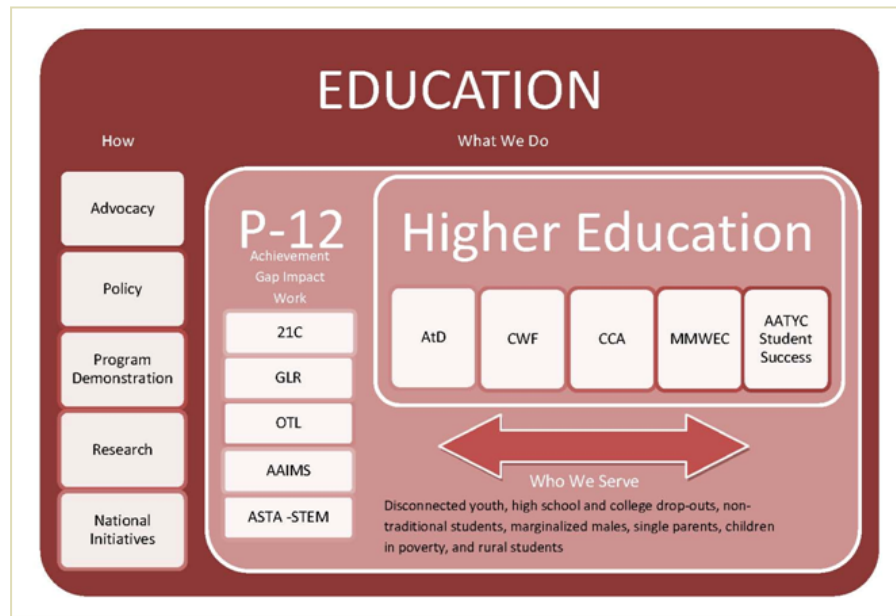 EDUCATION
How
What We Do
Advocacy
Policy
Program
Demonstration
Research
National
Initiatives
P-12
Achievement
Gap Impact
Work
21C
GLR
OTL
AAIMS
ASTA -STEM
Higher Education
AtD
CWF
CCA
MMWEC
AATYC
Student
Success
Who We Serve
Disconnected youth, high school and college drop-outs, non-
traditional students, marginalized males, single parents, children
in poverty, and rural students